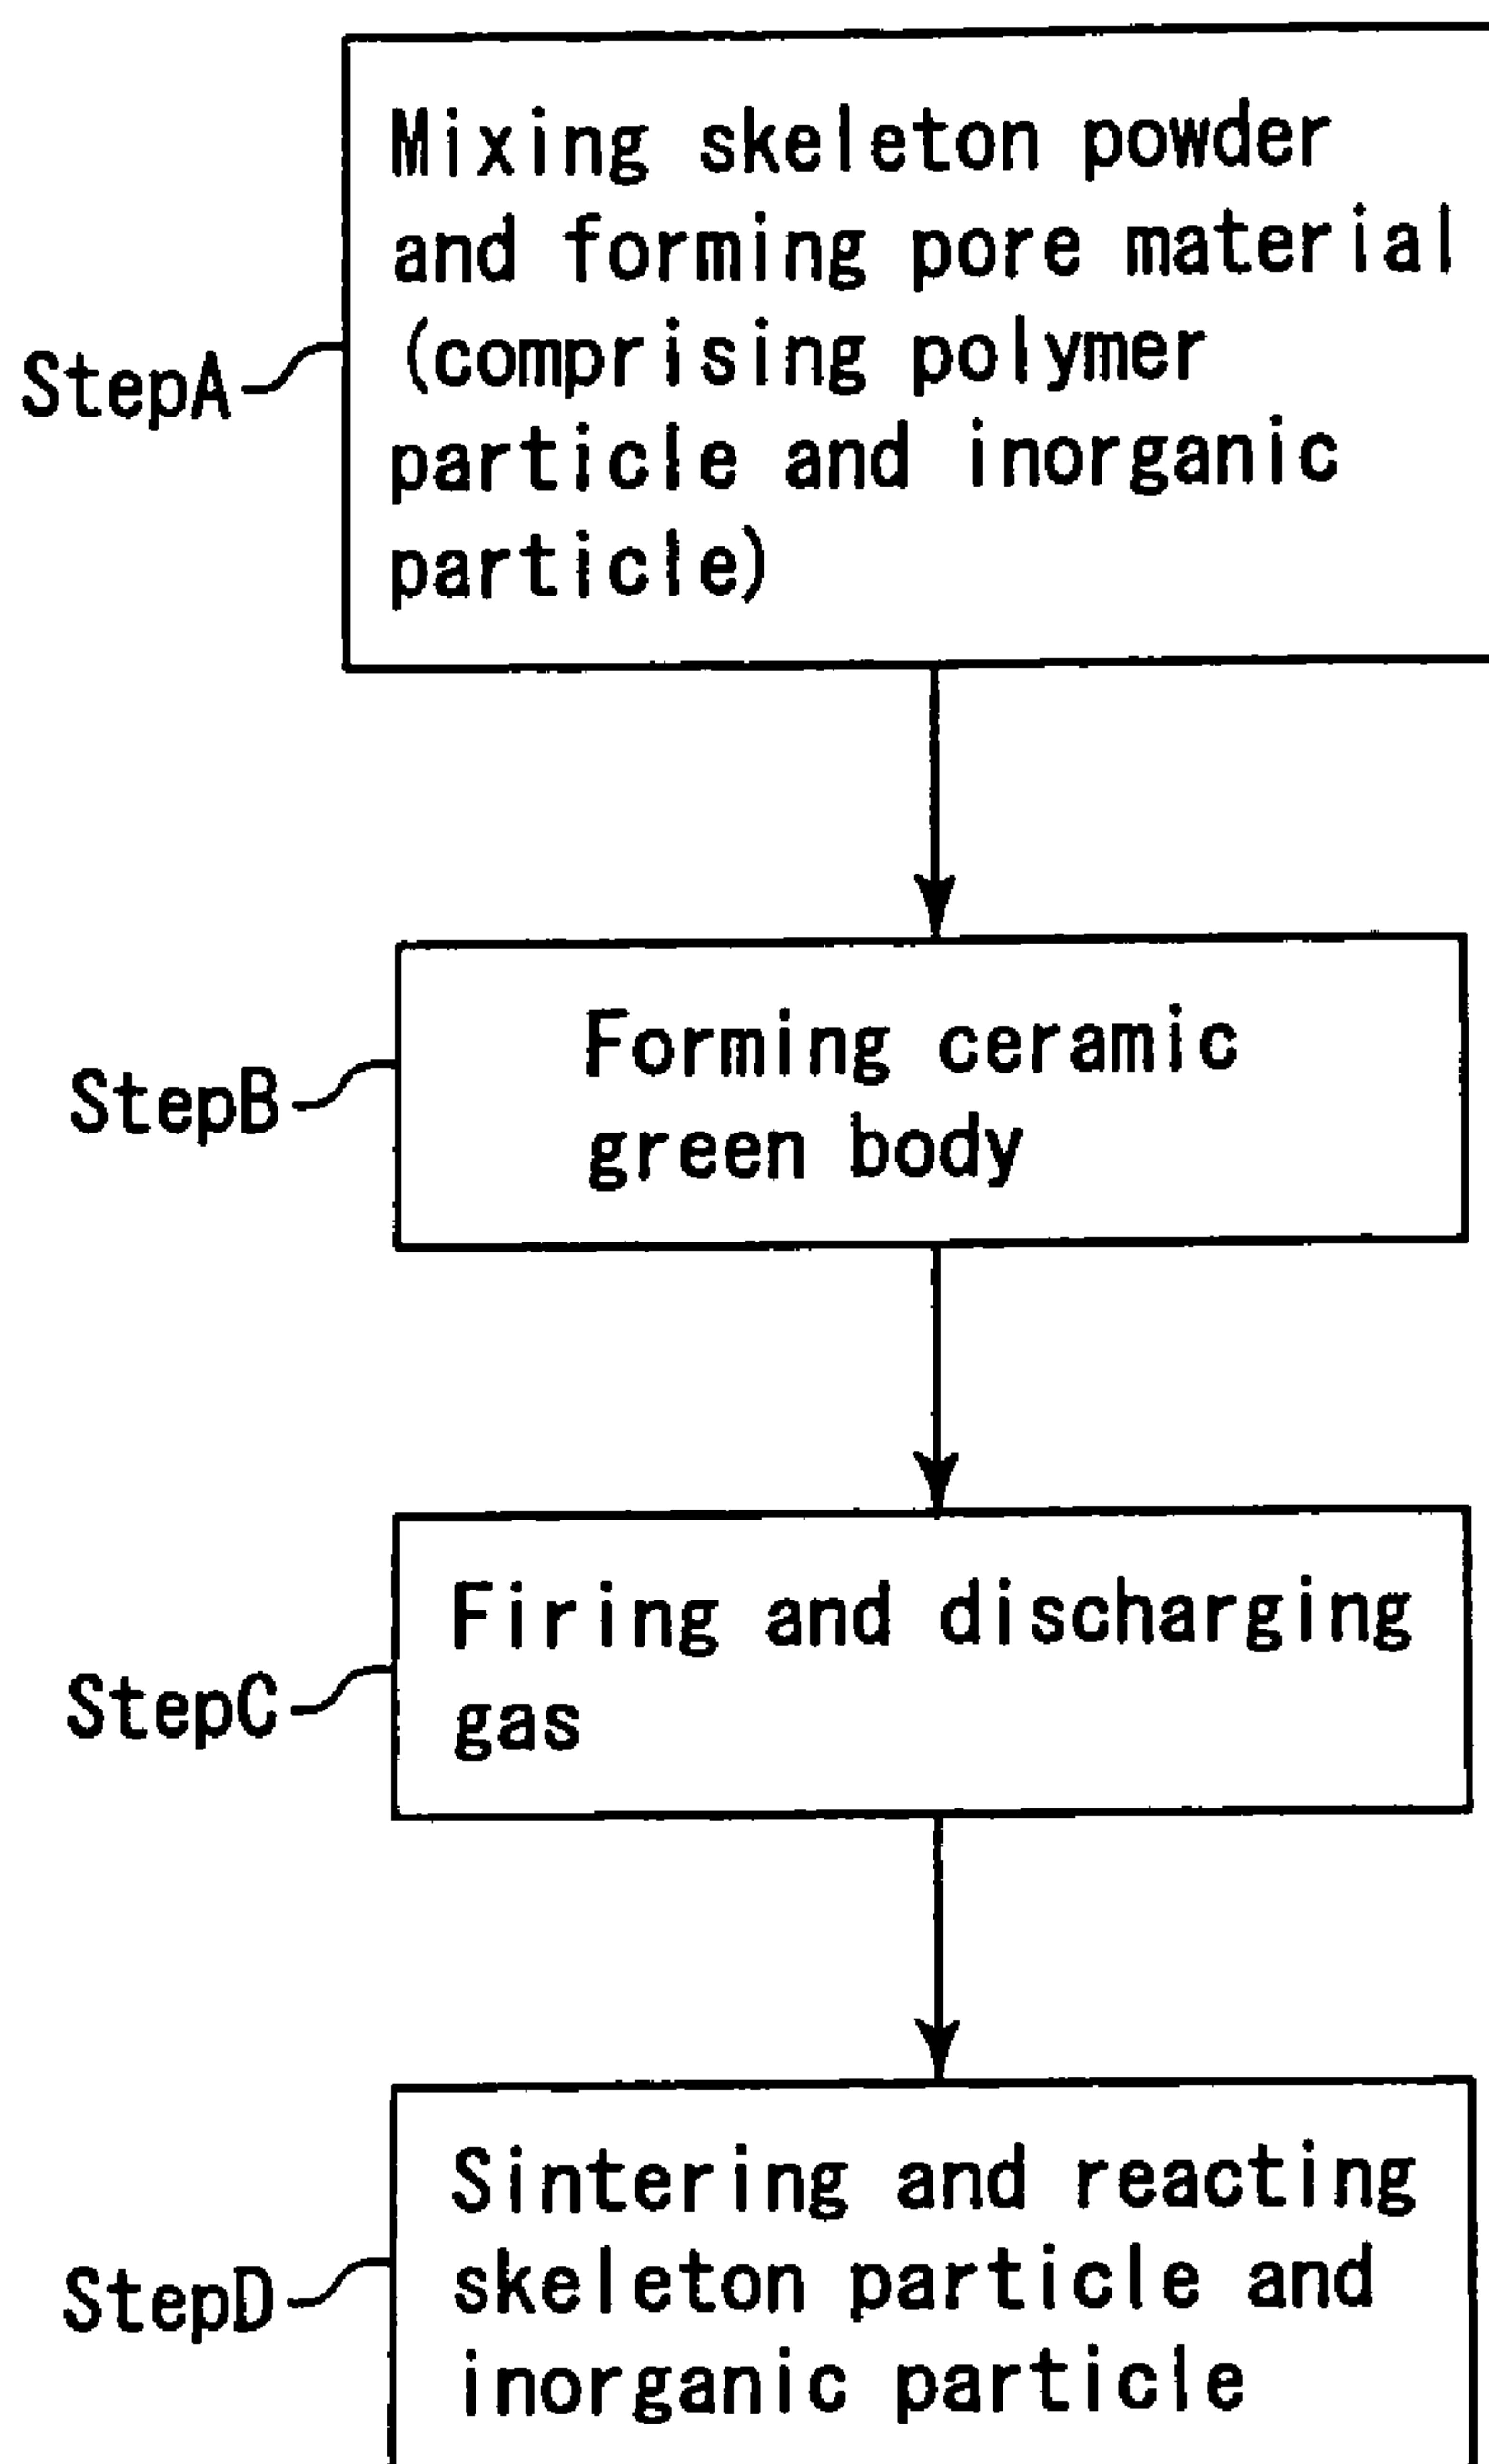 Mixing skeleton powder
and forming pore material
(comprising polymer
particle and inorganic
particle)
StepA
Forming ceramic
green body
StepB
Firing and discharging
gas
StepC
Sintering and reacting
skeleton particle and
inorganic particle
StepD